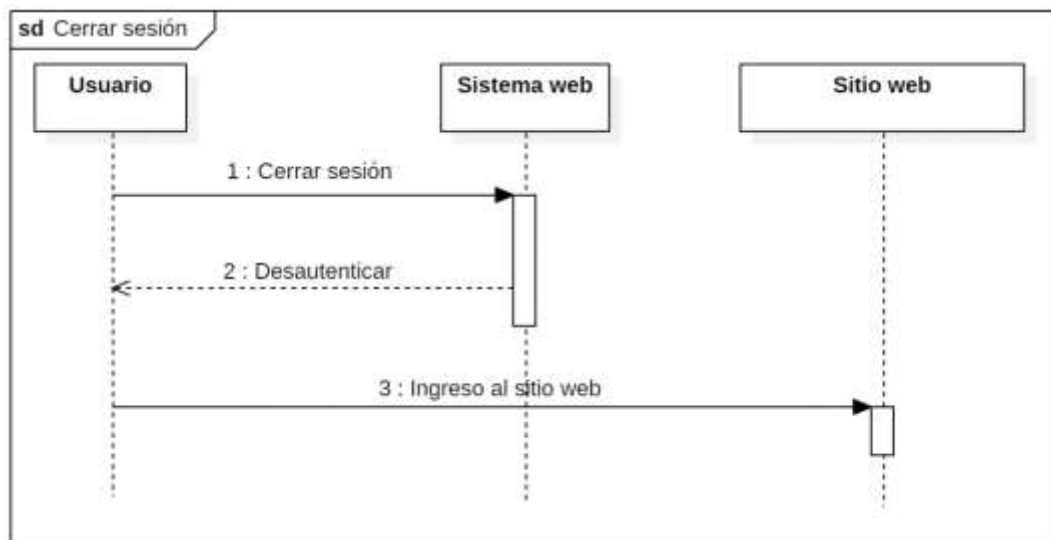 sd Cerrar sesión
Usuario
Sistema web
Sitio web
1 : Cerrar sesión
2 : Desautenticar
3 : Ingreso al sitio web